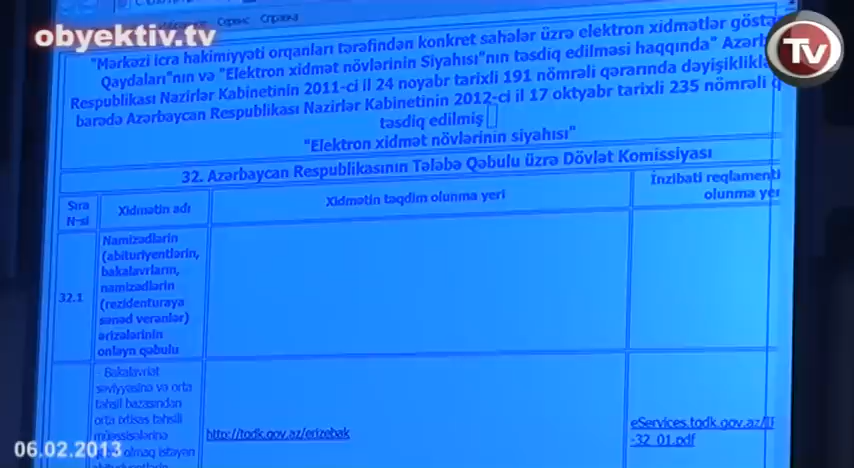 Сервис Справка
obyektiv.tv
Tv
"Mərkəzi icra hakimiyyəti orqanları tərəfindən konkret sahələr üzrə elektron xidmətlər
Qaydaları"nın və "Elektron xidmət növlərinin Siyahısı"nın təsdiq edilməsi haqqında"
Respublikası Nazirlər Kabinetinin 2011-ci il 24 noyabr tarixli 191 nömrəli qərarında
barədə Azərbaycan Respublikası Nazirlər Kabinetinin 2012-ci il 17 oktyabr tarixli 235 nömrəli
təsdiq edilmiş
"Elektron xidmət növlərinin siyahısı"
32. Azərbaycan Respublikasının Tələbə Qəbulu üzrə Dövlət Komissiyası
Sıra
N-si
Xidmətin adı
Xidmətin təqdim olunma yeri
İnzibati
olunma
32.1
Namizədlərin
(abituriyentlərin,
bakalavrların,
namizədlərin
(rezidenturaya
sənəd verənlər)
ərizələrinin
onlayn qəbulu
- Bakalavriat
səviyyəsinə və orta
təhsil bazasından
orta ixtisas təhsili
müəssisələrinə
olmaq istəyən
http://tqdk.gov.az/erizebak
eServices.tqdk.gov.az/
-32_01.pdf
06.02.2013